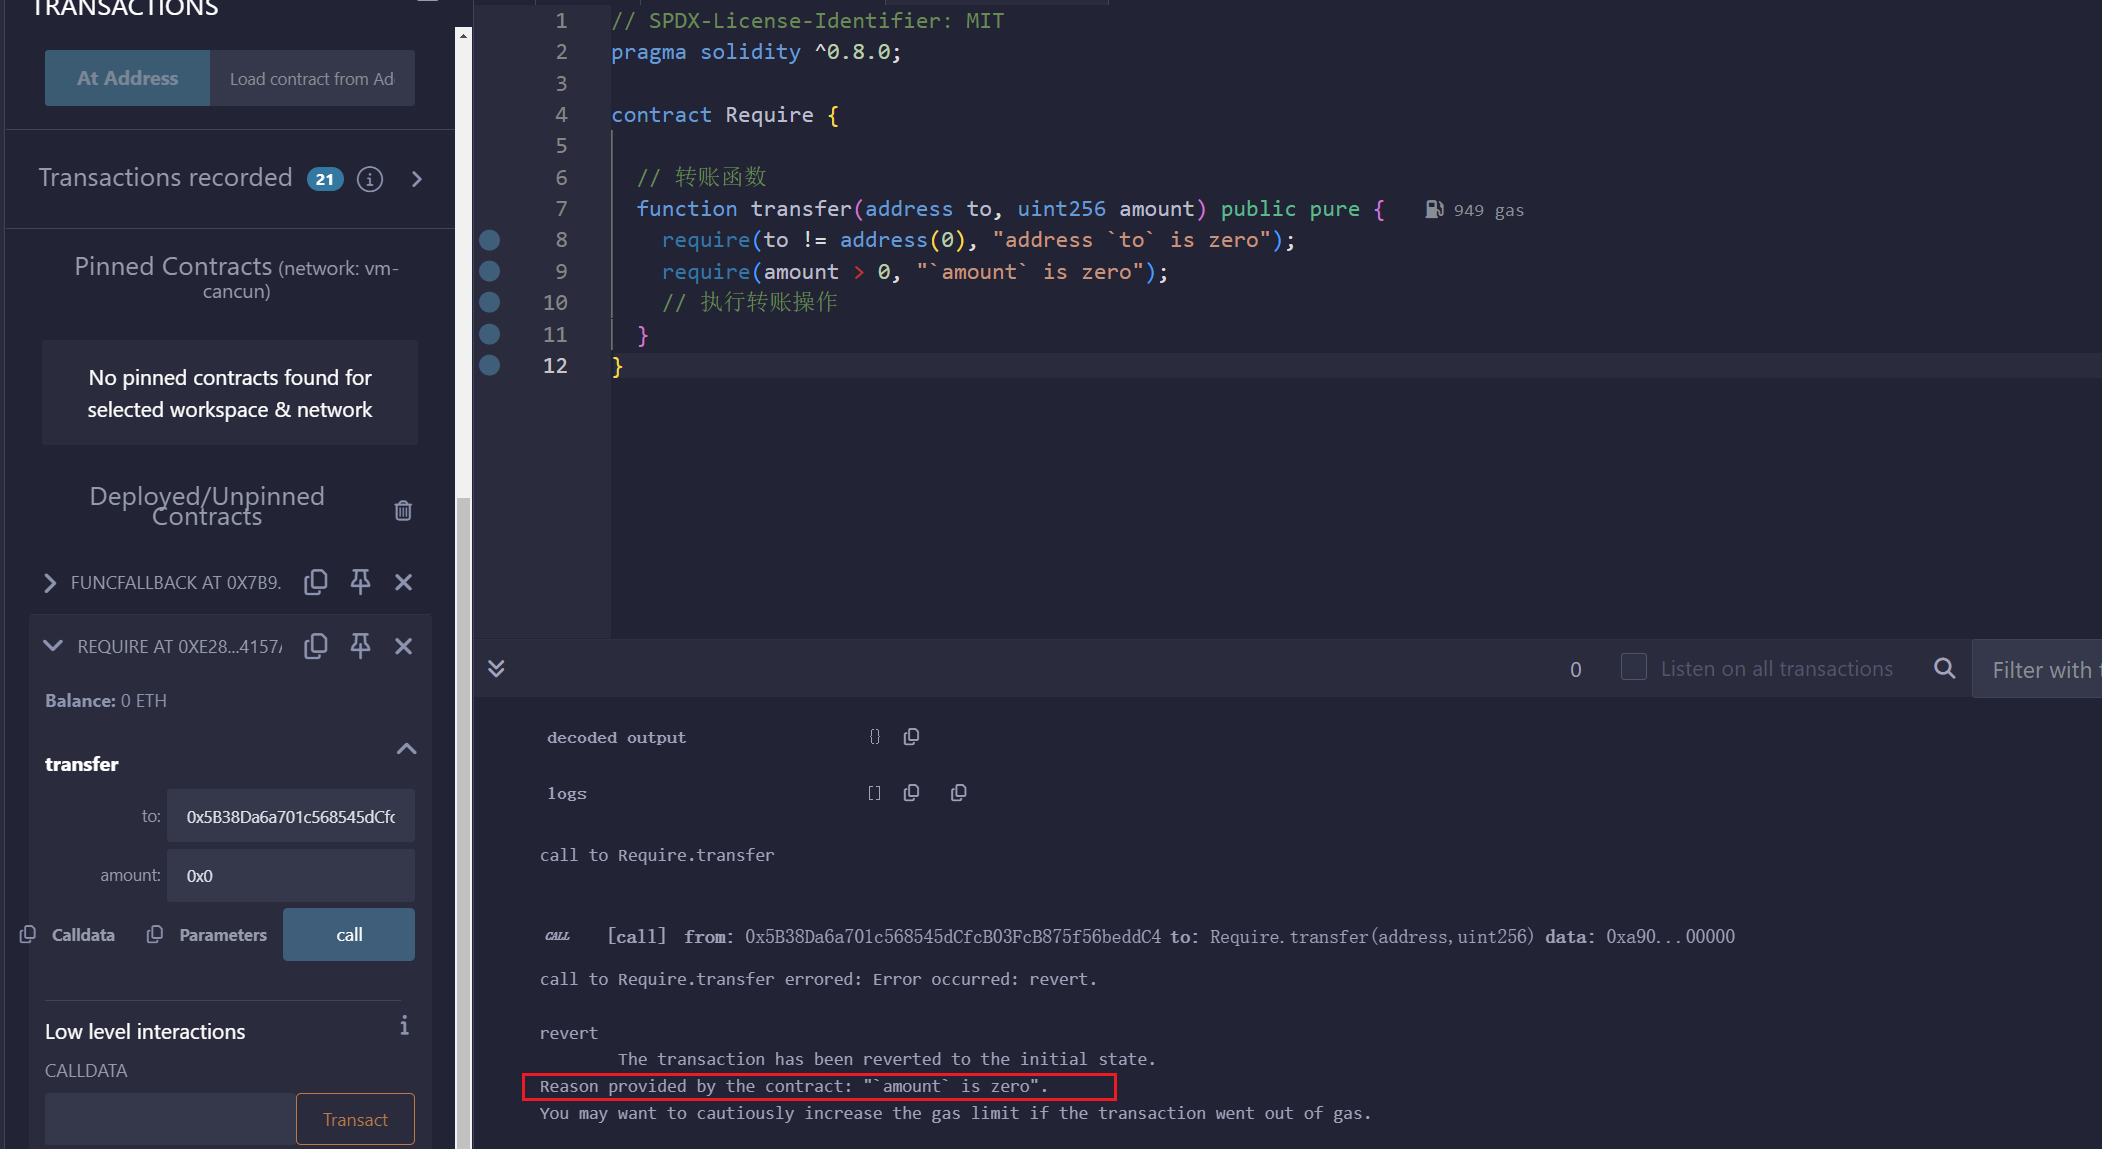 TRANSACTIONS
At Address
Load contract from Ad
Transactions recorded 21
Pinned Contracts (network: vm-
cancun)
No pinned contracts found for
selected workspace & network
Deployed/Unpinned
Contracts
FUNCFALLBACK AT 0X7B9.
REQUIRE AT 0XE28...4157A
Balance: 0 ETH
transfer
to: 0x5B38Da6a701c568545dCfc
amount: 0x0
Calldata Parameters call
Low level interactions
CALLDATA
Transact
1 // SPDX-License-Identifier: MIT
2 pragma solidity ^0.8.0;
3
4 contract Require {
5
6 // 转账函数
7 function transfer(address to, uint256 amount) public pure { 949 gas
8 require(to != address(0), "address `to` is zero");
9 require(amount > 0, "`amount` is zero");
10 // 执行转账操作
11 }
12 }
0 Listen on all transactions Filter with t
decoded output {}
logs []
call to Require.transfer
CALL [call] from: 0x5B38Da6a701c568545dCfcB03FcB875f56beddC4 to: Require.transfer(address,uint256) data: 0xa90...00000
call to Require.transfer errored: Error occurred: revert.
revert
The transaction has been reverted to the initial state.
Reason provided by the contract: "`amount` is zero".
You may want to cautiously increase the gas limit if the transaction went out of gas.